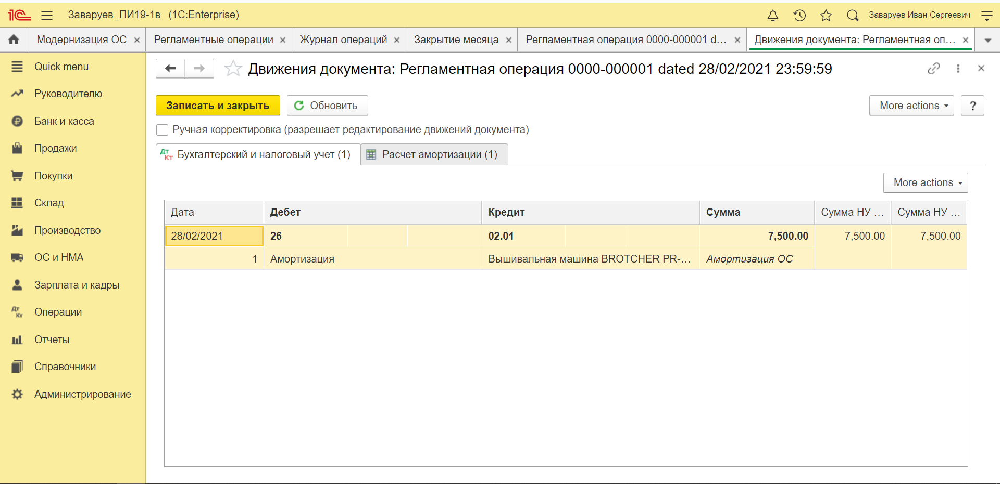 1С Заваруев_ПИ19-1в (1C:Enterprise) Заваруев Иван Сергеевич
Модернизация ОС Регламентные операции Журнал операций Закрытие месяца Регламентная операция 0000-000001 d... Движения документа: Регламентная оп...
Quick menu
Руководителю
Банк и касса
Продажи
Покупки
Склад
Производство
ОС и НМА
Зарплата и кадры
Дт Кт Операции
Отчеты
Справочники
Администрирование
Движения документа: Регламентная операция 0000-000001 dated 28/02/2021 23:59:59
Записать и закрыть Обновить More actions ?
Ручная корректировка (разрешает редактирование движений документа)
Дт Кт Бухгалтерский и налоговый учет (1) Расчет амортизации (1)
More actions
Дата Дебет Кредит Сумма Сумма НУ ... Сумма НУ ...
28/02/2021 26 02.01 7,500.00 7,500.00 7,500.00
1 Амортизация Вышивальная машина BROTCHER PR-... Амортизация ОС